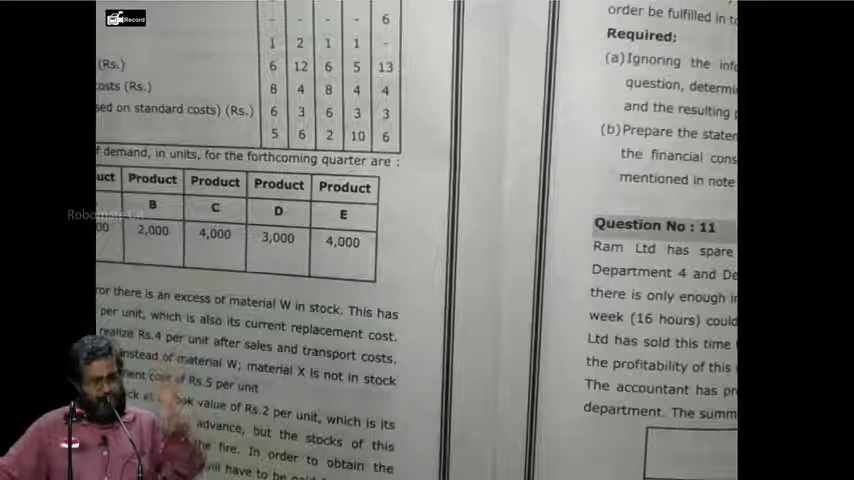 Record
- - - - 6
1 2 1 1 -
(Rs.) 6 12 6 5 13
osts (Rs.) 8 4 8 4 4
sed on standard costs) (Rs.) 6 3 6 3 3
5 6 2 10 6
f demand, in units, for the forthcoming quarter are :
uct Product Product Product Product
B C D E
00 2,000 4,000 3,000 4,000
ror there is an excess of material W in stock. This has
per unit, which is also its current replacement cost.
realize Rs.4 per unit after sales and transport costs.
instead of material W; material X is not in stock
ment cost of Rs.5 per unit
ck at ok value of Rs.2 per unit, which is its
advance, but the stocks of this
the fire. In order to obtain the
will have to be
order be fulfilled in
Required:
(a) Ignoring the
question, determi
and the resulting
(b) Prepare the state
the financial cons
mentioned in note
Question No : 11
Ram Ltd has spare
Department 4 and De
there is only enough i
week (16 hours) could
Ltd has sold this time
the profitability of this
The accountant has pr
department. The summ